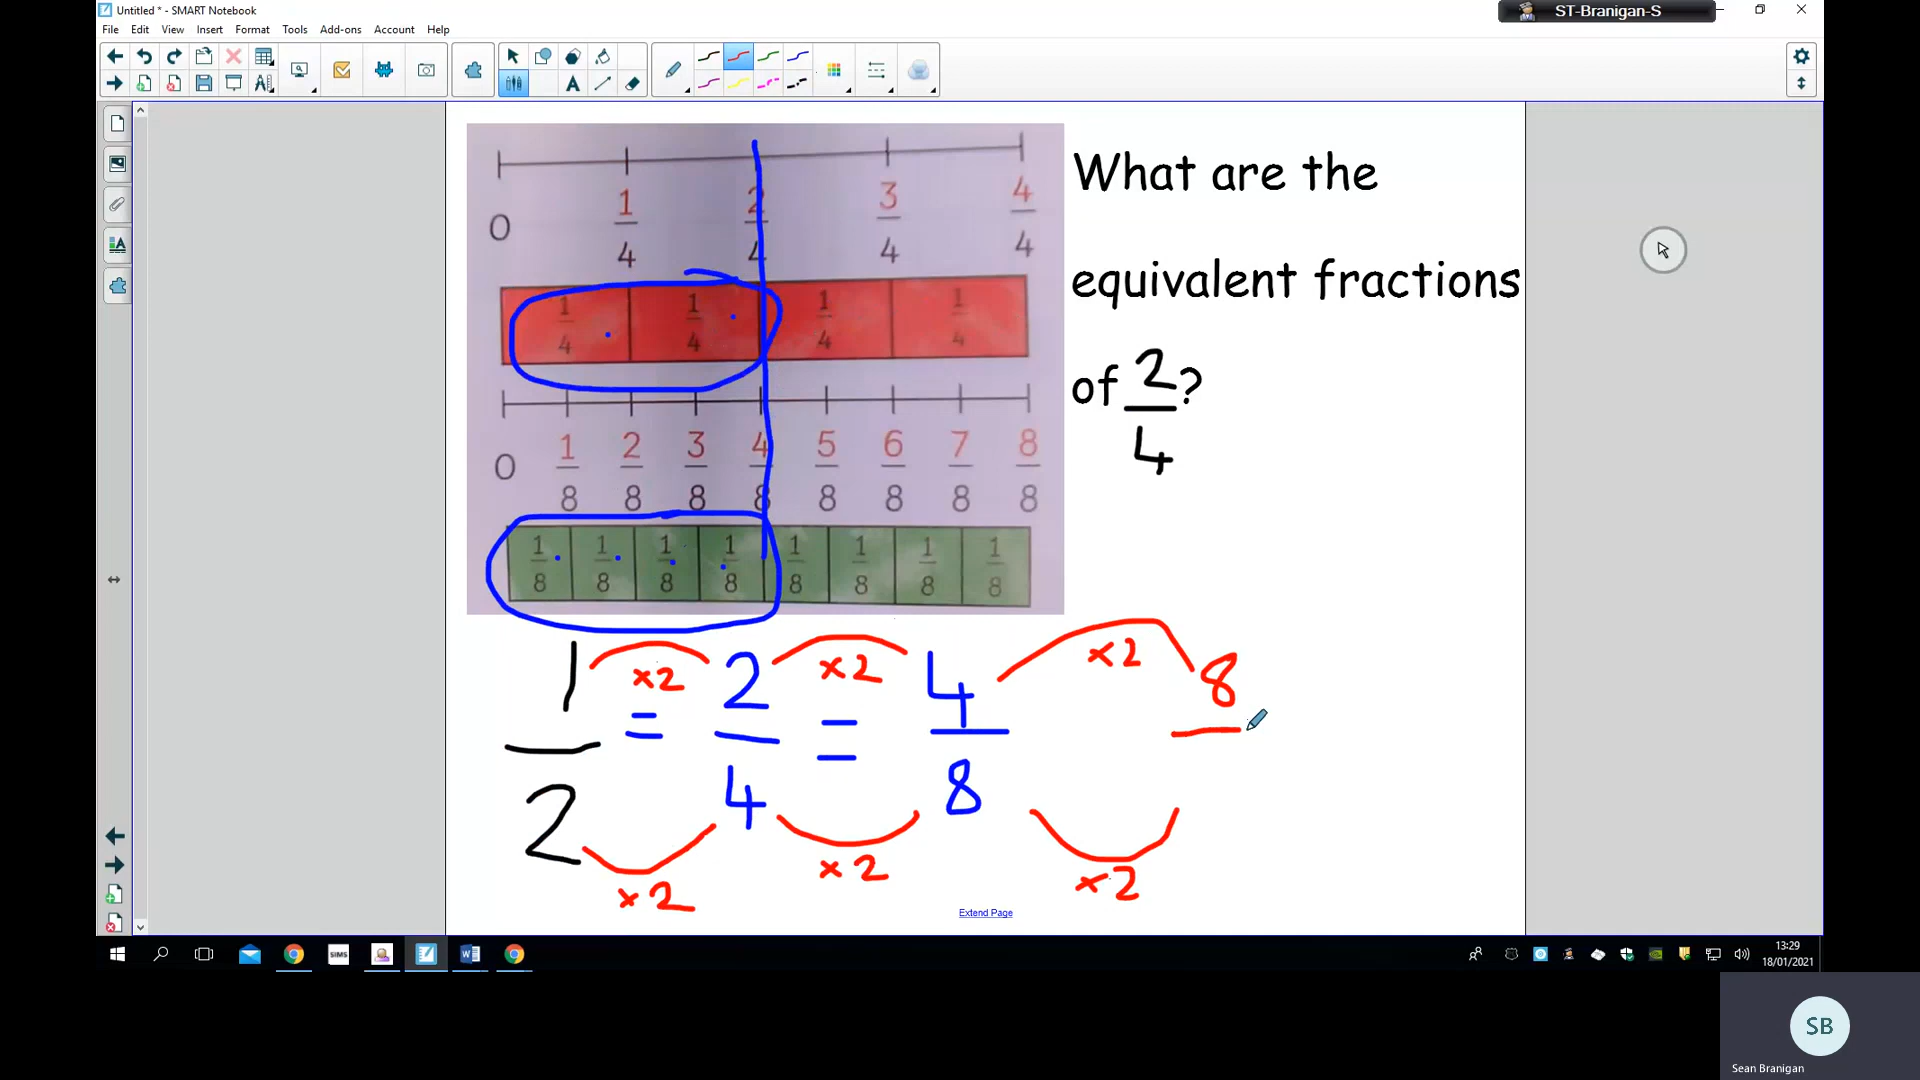 Untitled * - SMART Notebook
ST-Branigan-S
File Edit View Insert Format Tools Add-ons Account Help
What are the
equivalent fractions
of 2/4?
0 1/4 2/4 3/4 4/4
1/4 1/4 1/4 1/4
0 1/8 2/8 3/8 4/8 5/8 6/8 7/8 8/8
1/8 1/8 1/8 1/8 1/8 1/8 1/8 1/8
×2 ×2 ×2
1/2 = 2/4 = 4/8 8
×2 ×2 ×2
Extend Page
SIMS
13:29
18/01/2021
SB
Sean Branigan